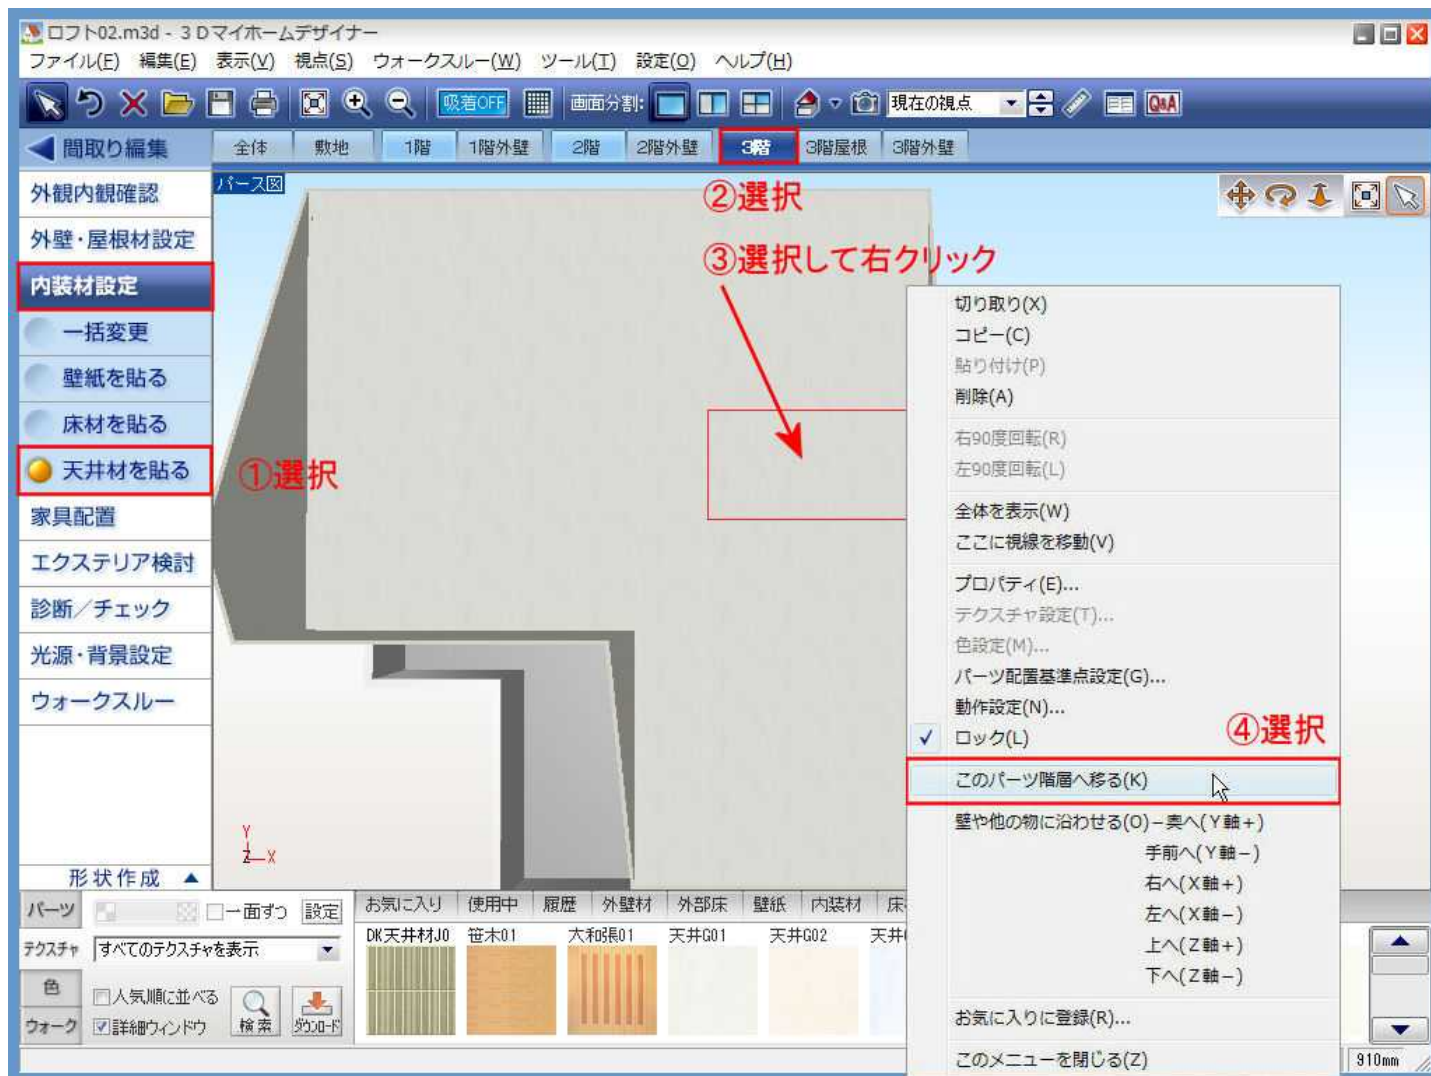 ロフト02.m3d - 3Dマイホームデザイナー
ファイル(F) 編集(E) 表示(V) 視点(S) ウォークスルー(W) ツール(T) 設定(O) ヘルプ(H)
吸着OFF 画面分割: 現在の視点 Q&A
間取り編集 全体 敷地 1階 1階外壁 2階 2階外壁 3階 3階屋根 3階外壁
外観内観確認
パース図
②選択
外壁・屋根材設定
③選択して右クリック
内装材設定
一括変更
壁紙を貼る
床材を貼る
天井材を貼る
①選択
家具配置
エクステリア検討
診断／チェック
光源・背景設定
ウォークスルー
切り取り(X)
コピー(C)
貼り付け(P)
削除(A)
右90度回転(R)
左90度回転(L)
全体を表示(W)
ここに視線を移動(V)
プロパティ(E)...
テクスチャ設定(T)...
色設定(M)...
パーツ配置基準点設定(G)...
動作設定(N)...
✓ ロック(L)
④選択
このパーツ階層へ移る(K)
壁や他の物に沿わせる(O)－奥へ(Y軸+)
手前へ(Y軸－)
右へ(X軸+)
左へ(X軸－)
上へ(Z軸+)
下へ(Z軸－)
お気に入りに登録(R)...
このメニューを閉じる(Z)
Y
Z X
形状作成 ▲
パーツ 一面ずつ 設定 お気に入り 使用中 履歴 外壁材 外部床 壁紙 内装材 床
テクスチャ すべてのテクスチャを表示
DK天井材J0 笹木01 大和張01 天井G01 天井G02 天井
色 人気順に並べる
ウォーク 詳細ウィンドウ 検索 ダウンロード
910mm